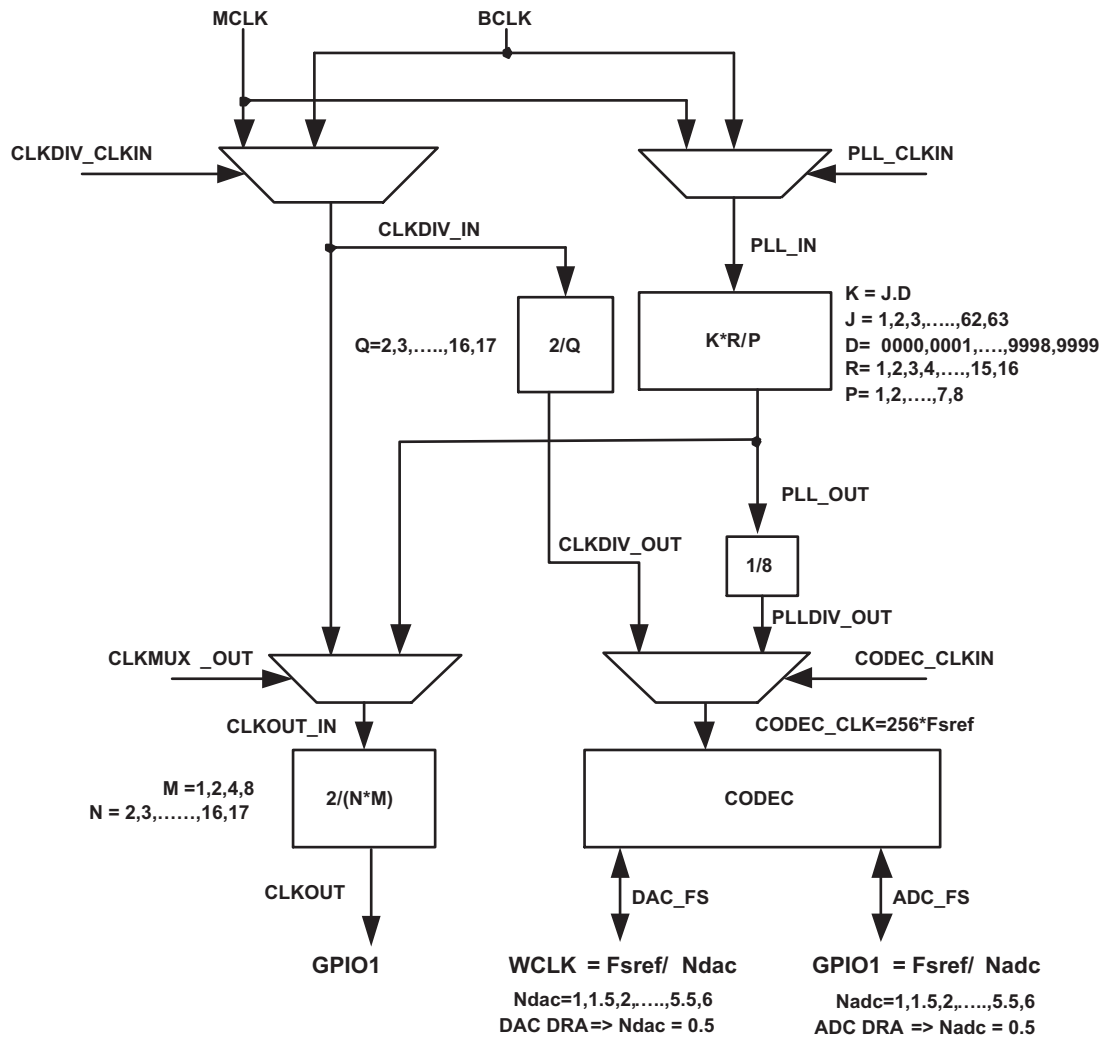 MCLK
BCLK
CLKDIV_CLKIN
PLL_CLKIN
CLKDIV_IN
PLL_IN
K = J.D
J = 1,2,3,…..,62,63
D= 0000,0001,….,9998,9999
R= 1,2,3,4,….,15,16
P= 1,2,….,7,8
Q=2,3,…..,16,17
2/Q
K*R/P
PLL_OUT
CLKDIV_OUT
1/8
PLLDIV_OUT
CLKMUX _OUT
CODEC_CLKIN
CLKOUT_IN
CODEC_CLK=256*Fsref
M =1,2,4,8
N = 2,3,……,16,17
2/(N*M)
CODEC
CLKOUT
DAC_FS
ADC_FS
GPIO1
WCLK = Fsref/ Ndac
GPIO1 = Fsref/ Nadc
Ndac=1,1.5,2,…..,5.5,6
DAC DRA => Ndac = 0.5
Nadc=1,1.5,2,…..,5.5,6
ADC DRA => Nadc = 0.5